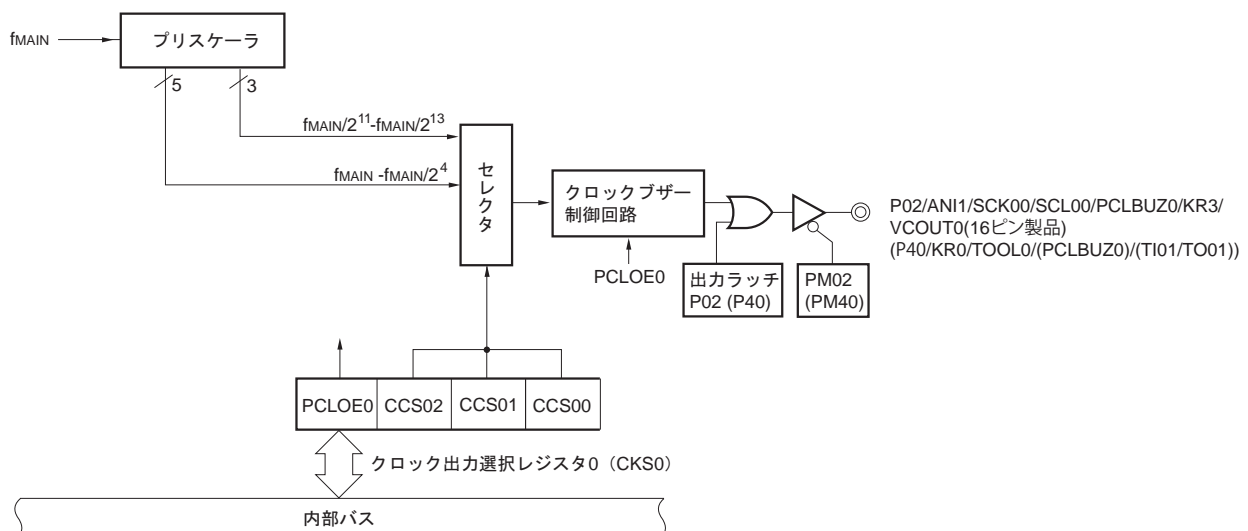 fMAIN
プリスケーラ
5
3
fMAIN/2^11-fMAIN/2^13
fMAIN -fMAIN/2^4
セレクタ
クロックブザー
制御回路
PCLOE0
出力ラッチ
P02 (P40)
PM02
(PM40)
P02/ANI1/SCK00/SCL00/PCLBUZ0/KR3/
VCOUT0(16ピン製品)
(P40/KR0/TOOL0/(PCLBUZ0)/(TI01/TO01))
PCLOE0
CCS02
CCS01
CCS00
クロック出力選択レジスタ0（CKS0）
内部バス